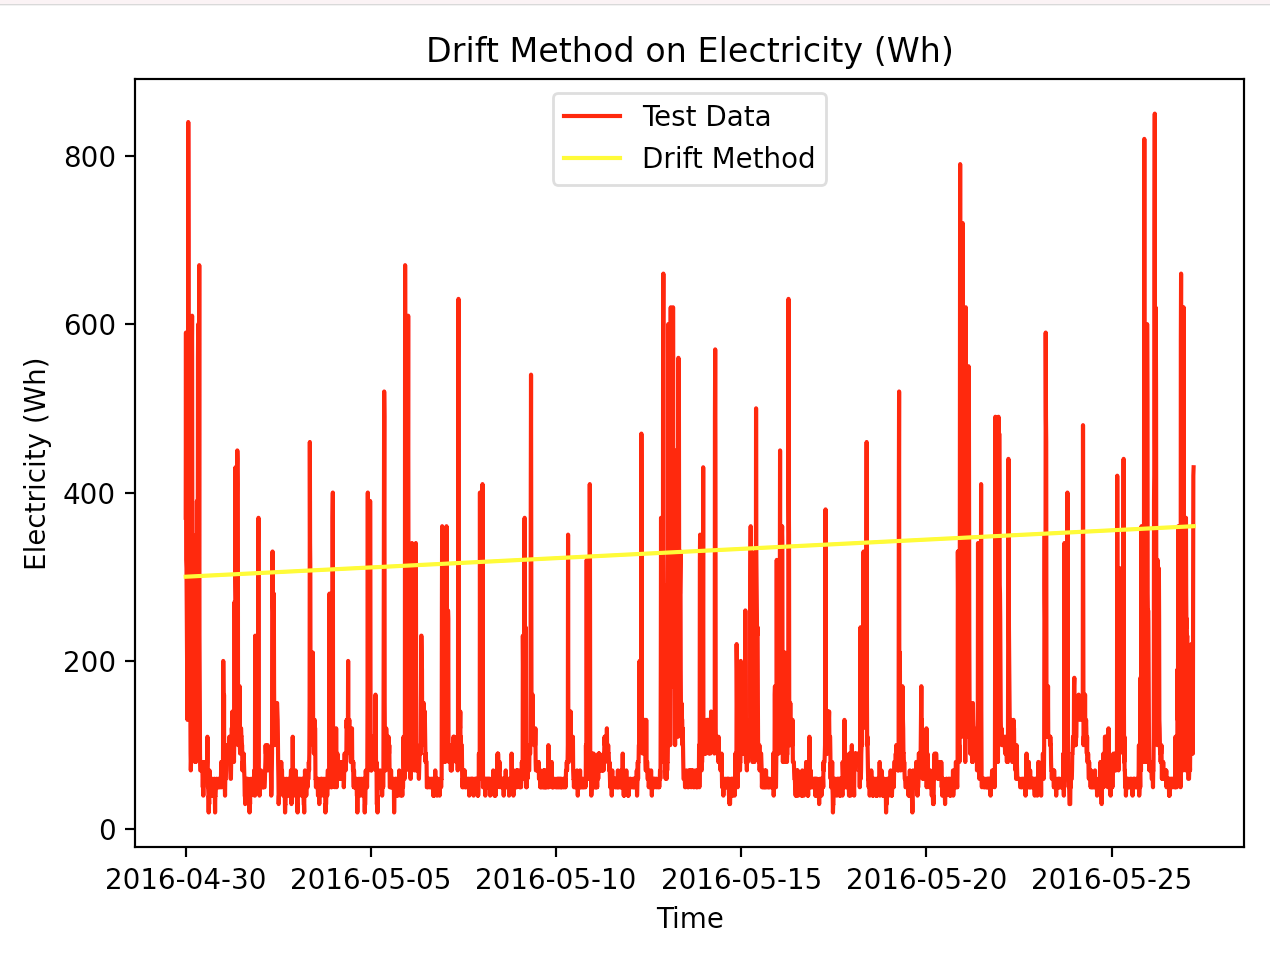 Drift Method on Electricity (Wh)
Test Data
Drift Method
800
600
400
200
0
Electricity (Wh)
2016-04-30 2016-05-05 2016-05-10 2016-05-15 2016-05-20 2016-05-25
Time